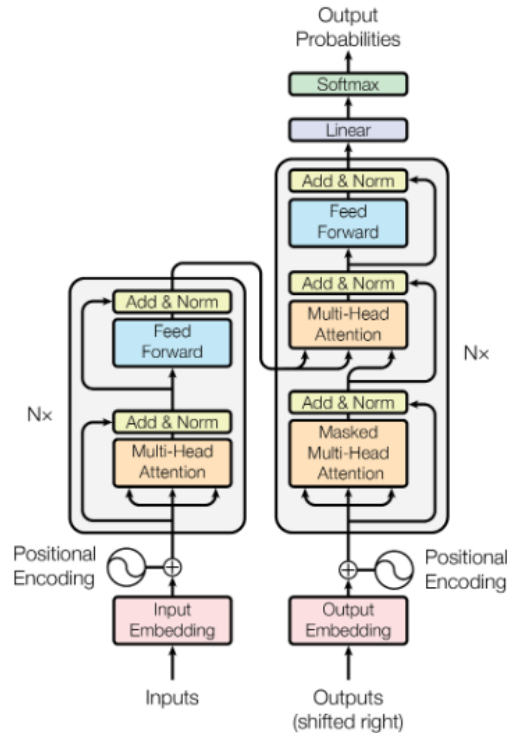 Output
Probabilities
Softmax
Linear
Add & Norm
Feed
Forward
Add & Norm
Multi-Head
Attention
Add & Norm
Masked
Multi-Head
Attention
N×
Add & Norm
Feed
Forward
Add & Norm
Multi-Head
Attention
N×
Positional
Encoding
Positional
Encoding
Input
Embedding
Output
Embedding
Inputs
Outputs
(shifted right)